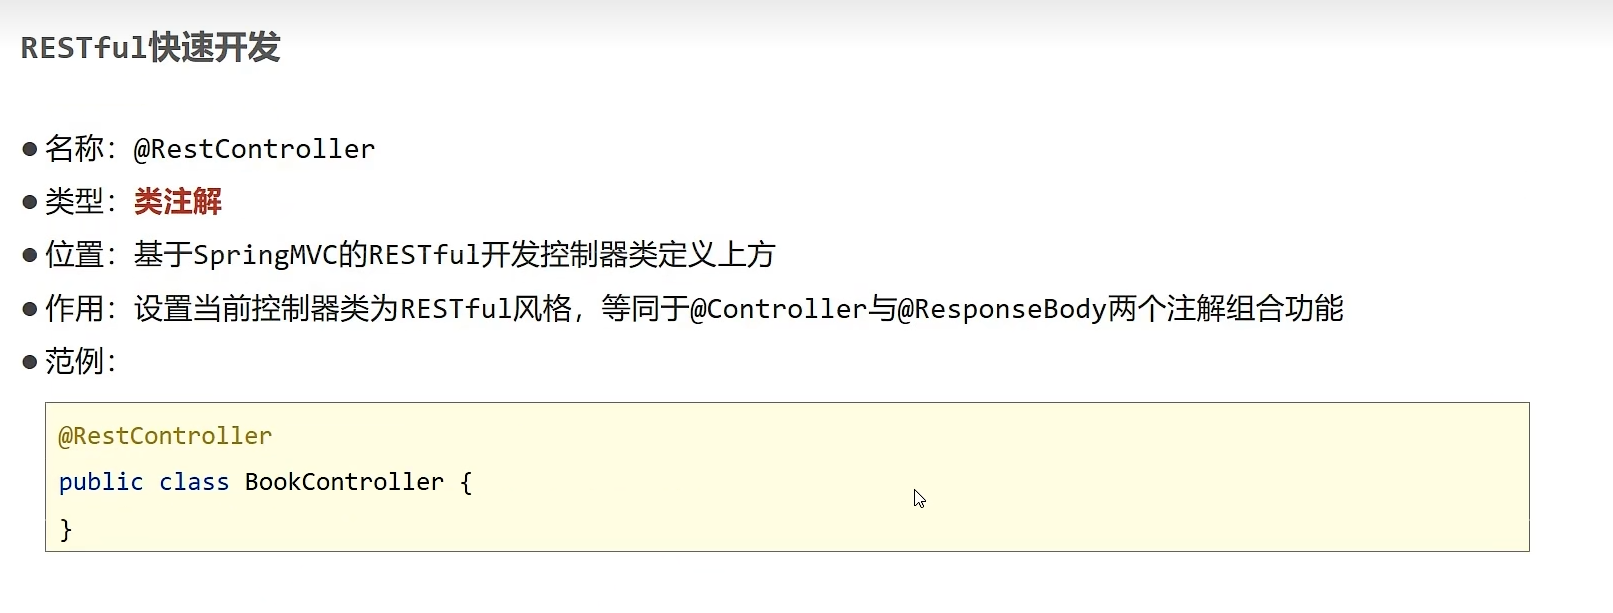 RESTful快速开发
● 名称：@RestController
● 类型：类注解
● 位置：基于SpringMVC的RESTful开发控制器类定义上方
● 作用：设置当前控制器类为RESTful风格，等同于@Controller与@ResponseBody两个注解组合功能
● 范例：
@RestController
public class BookController {
}